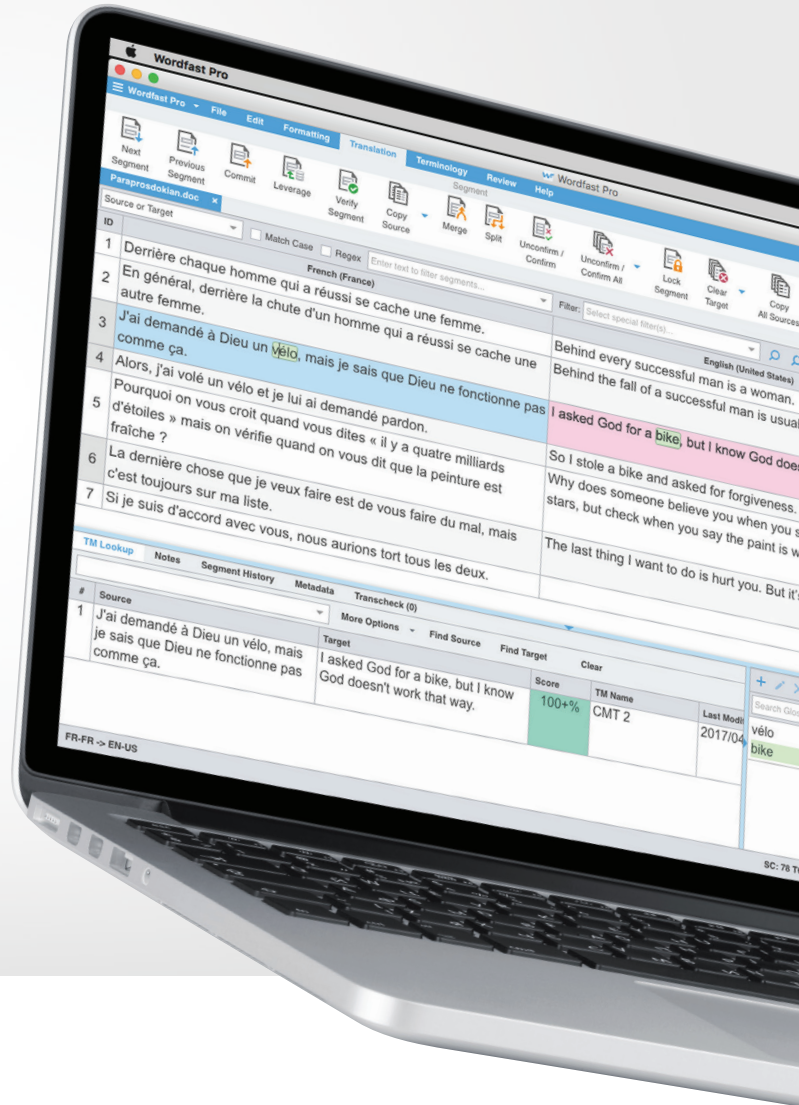 Wordfast Pro
Wordfast Pro
Wordfast Pro File Edit Formatting Translation Terminology Review Help
Next Segment
Previous Segment
Commit
Leverage
Verify Segment
Copy Source
Segment
Merge
Split
Unconfirm / Confirm
Unconfirm / Confirm All
Lock Segment
Clear Target
Copy All Sources
Paraprosdokian.doc ×
Source or Target
Match Case
Regex
Enter text to filter segments...
Filter:
Select special filter(s)...
ID
French (France)
English (United States)
1 Derrière chaque homme qui a réussi se cache une femme.
Behind every successful man is a woman.
2 En général, derrière la chute d'un homme qui a réussi se cache une
autre femme.
Behind the fall of a successful man is usual
3 J'ai demandé à Dieu un vélo, mais je sais que Dieu ne fonctionne pas
comme ça.
I asked God for a bike, but I know God does
4 Alors, j'ai volé un vélo et je lui ai demandé pardon.
So I stole a bike and asked for forgiveness.
5 Pourquoi on vous croit quand vous dites « il y a quatre milliards
d'étoiles » mais on vérifie quand on vous dit que la peinture est
fraîche ?
Why does someone believe you when you s
stars, but check when you say the paint is w
6 La dernière chose que je veux faire est de vous faire du mal, mais
c'est toujours sur ma liste.
The last thing I want to do is hurt you. But it's
7 Si je suis d'accord avec vous, nous aurions tort tous les deux.
TM Lookup Notes Segment History Metadata Transcheck (0)
More Options Find Source Find Target Clear
# Source Target Score TM Name Last Modi
1 J'ai demandé à Dieu un vélo, mais
je sais que Dieu ne fonctionne pas
comme ça.
I asked God for a bike, but I know
God doesn't work that way.
100+%
CMT 2
2017/04
Search Glos
vélo
bike
FR-FR -> EN-US
SC: 78 T